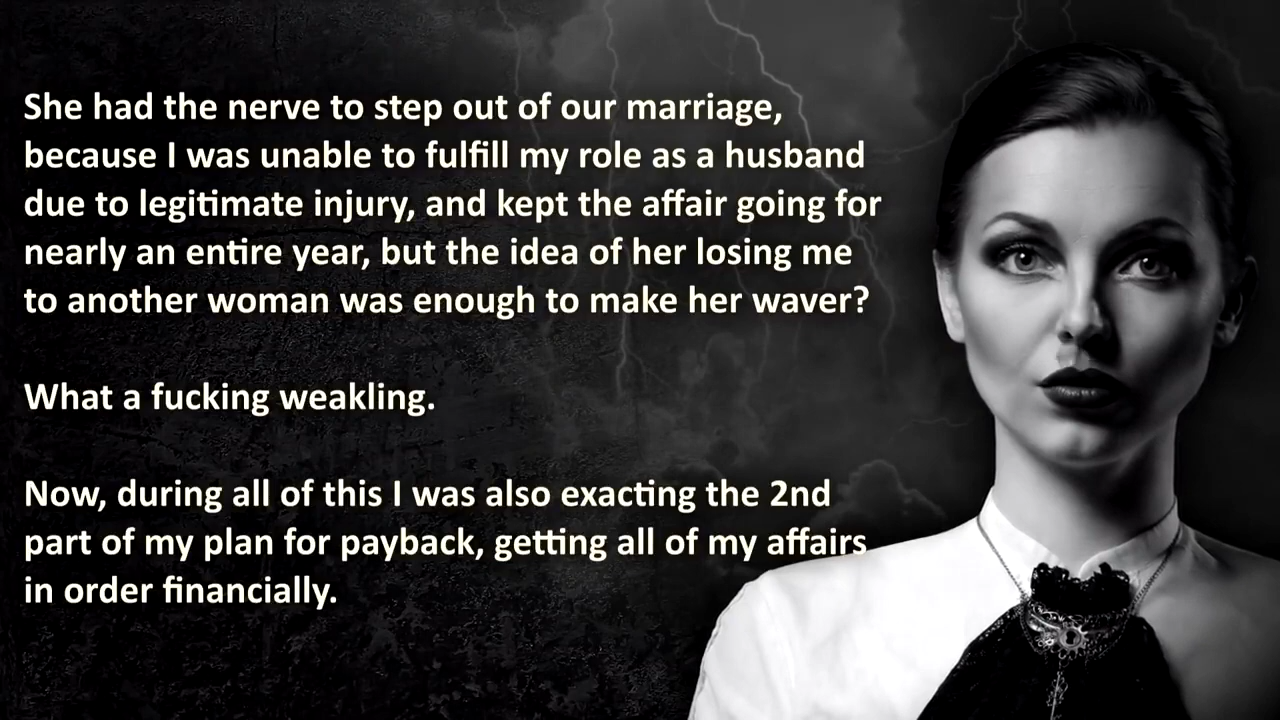 She had the nerve to step out of our marriage,
because I was unable to fulfill my role as a husband
due to legitimate injury, and kept the affair going for
nearly an entire year, but the idea of her losing me
to another woman was enough to make her waver?
What a fucking weakling.
Now, during all of this I was also exacting the 2nd
part of my plan for payback, getting all of my affairs
in order financially.